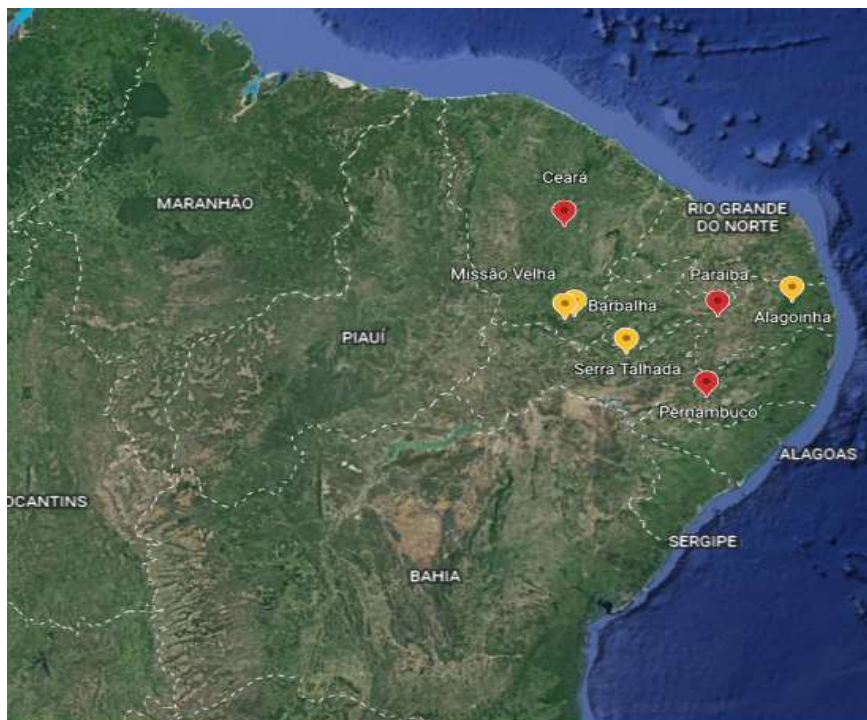 Ceará
MARANHÃO
RIO GRANDE
DO NORTE
Missão Velha
Paraíba
Barbalha
Alagoinha
PIAUÍ
Serra Talhada
Pernambuco
ALAGOAS
OCANTINS
SERGIPE
BAHIA